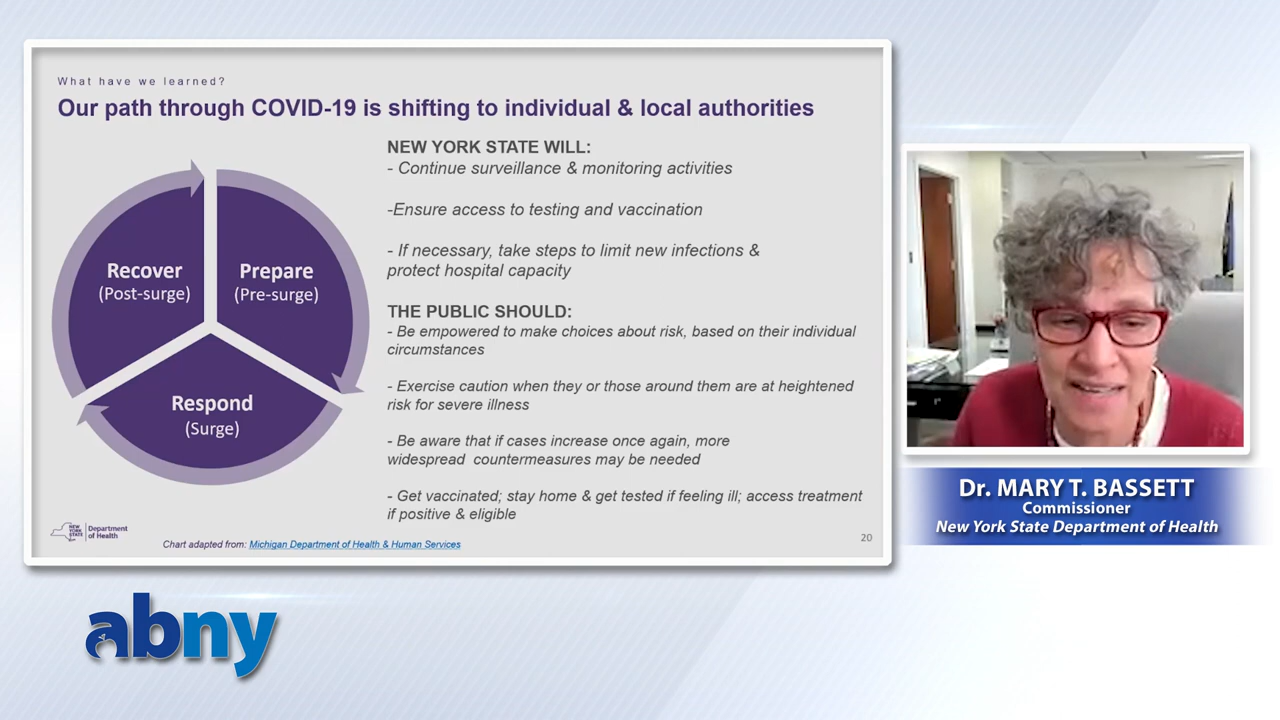 What have we learned?
Our path through COVID-19 is shifting to individual & local authorities
Recover
(Post-surge)
Prepare
(Pre-surge)
Respond
(Surge)
NEW YORK STATE WILL:
- Continue surveillance & monitoring activities
-Ensure access to testing and vaccination
- If necessary, take steps to limit new infections &
protect hospital capacity
THE PUBLIC SHOULD:
- Be empowered to make choices about risk, based on their individual
circumstances
- Exercise caution when they or those around them are at heightened
risk for severe illness
- Be aware that if cases increase once again, more
widespread countermeasures may be needed
- Get vaccinated; stay home & get tested if feeling ill; access treatment
if positive & eligible
NEW
YORK
STATE
Department
of Health
Chart adapted from: Michigan Department of Health & Human Services
20
Dr. MARY T. BASSETT
Commissioner
New York State Department of Health
abny